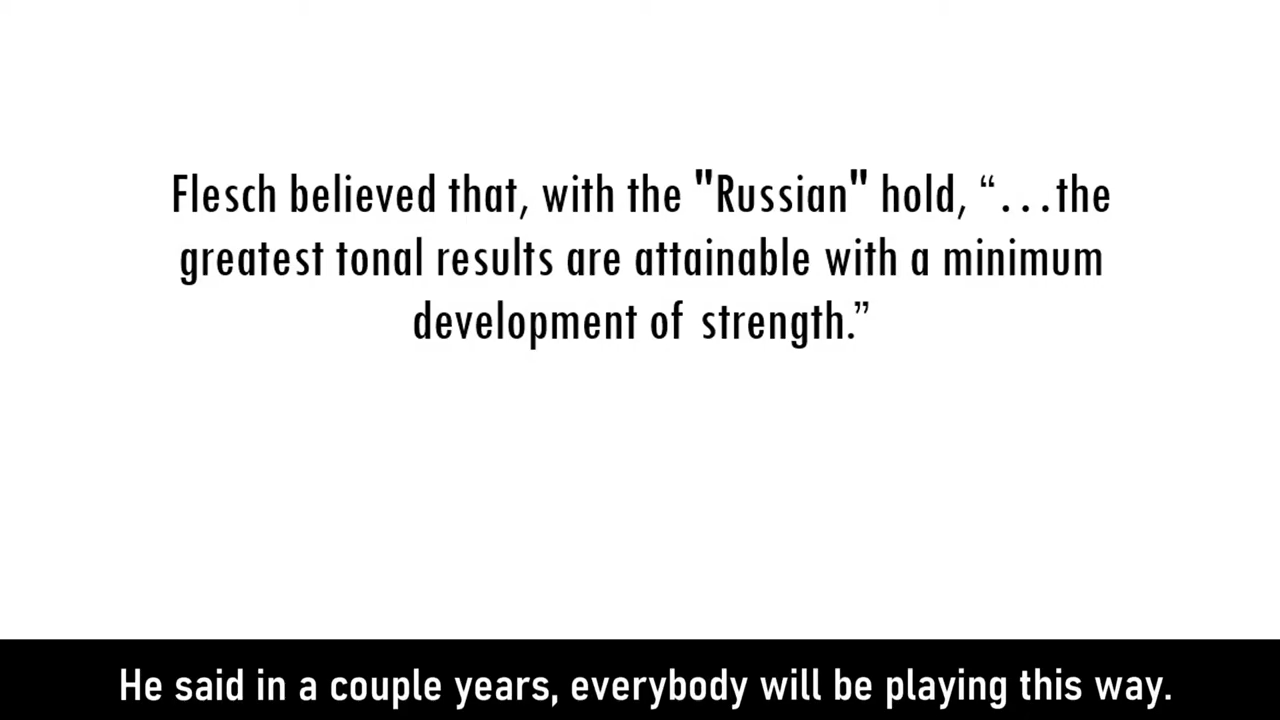 Flesch believed that, with the "Russian" hold, “...the
greatest tonal results are attainable with a minimum
development of strength.”
He said in a couple years, everybody will be playing this way.